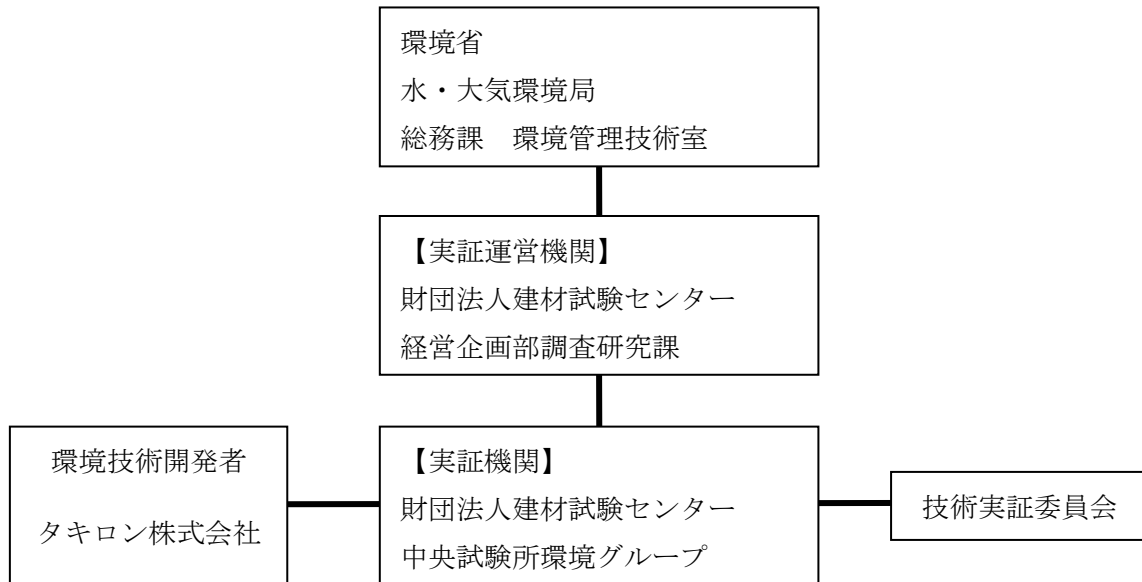 環境省
水・大気環境局
総務課　環境管理技術室
【実証運営機関】
財団法人建材試験センター
経営企画部調査研究課
環境技術開発者
タキロン株式会社
【実証機関】
財団法人建材試験センター
中央試験所環境グループ
技術実証委員会